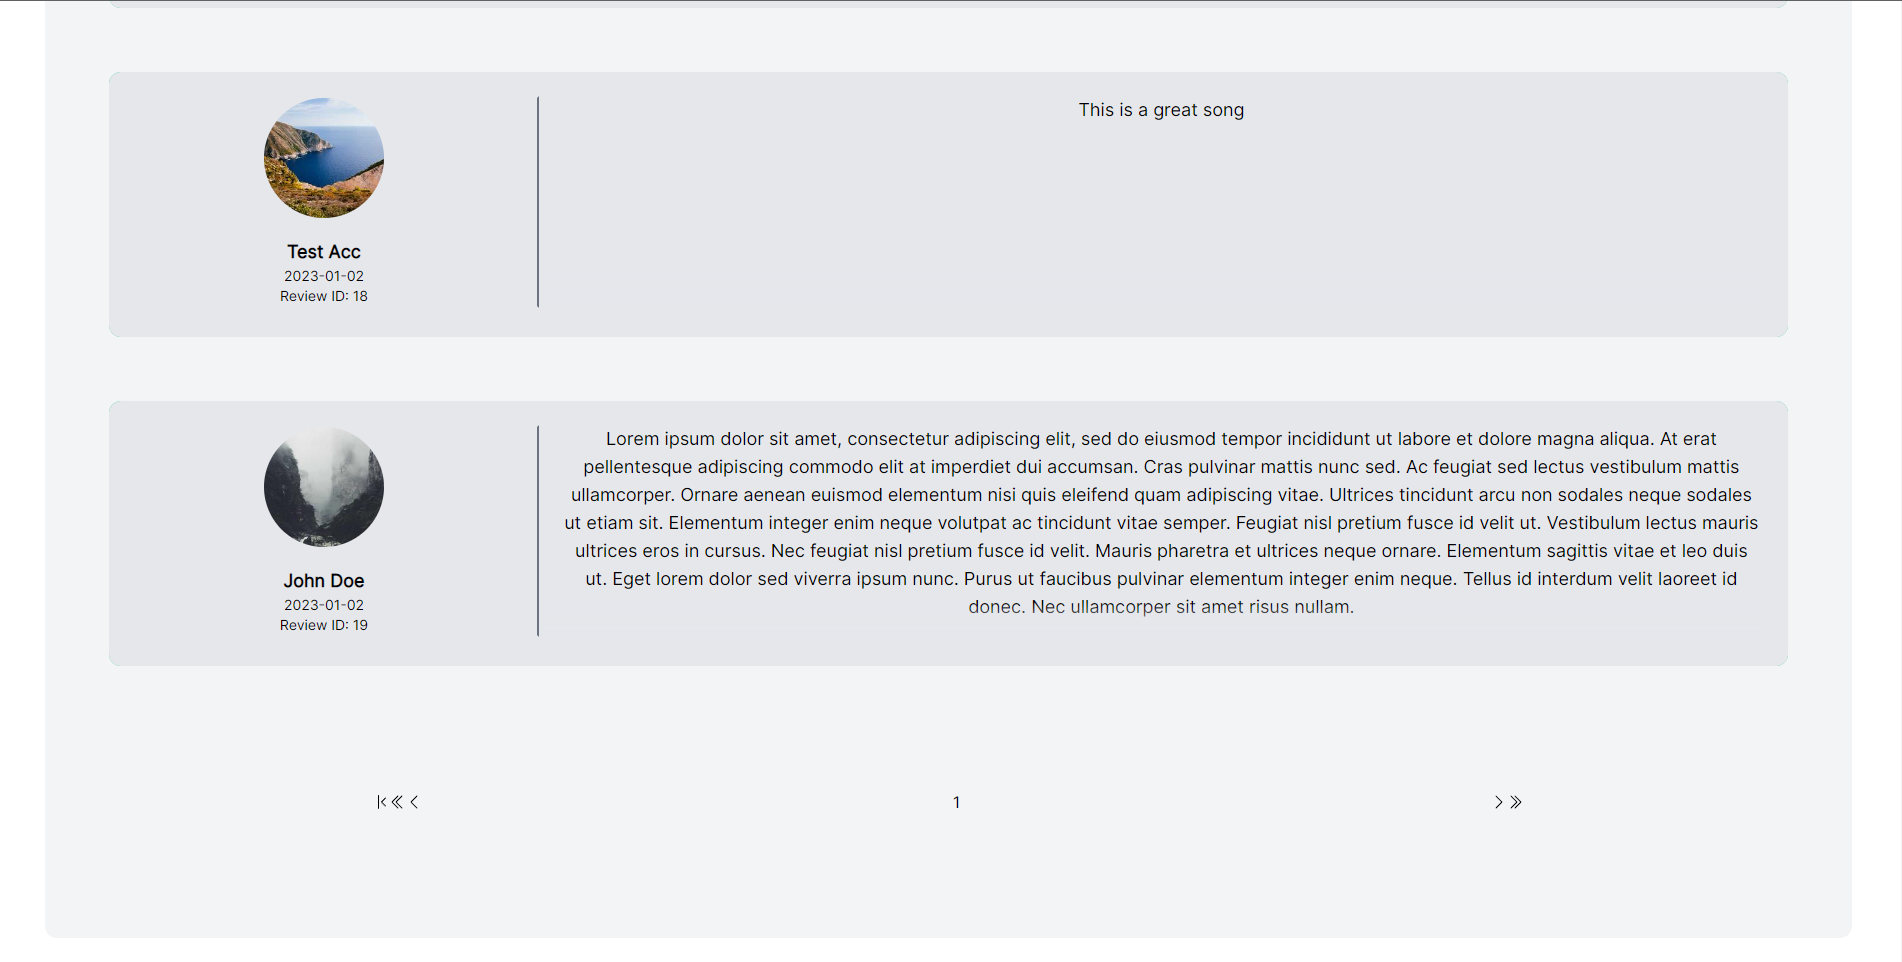 This is a great song
Test Acc
2023-01-02
Review ID: 18
Lorem ipsum dolor sit amet, consectetur adipiscing elit, sed do eiusmod tempor incididunt ut labore et dolore magna aliqua. At erat
pellentesque adipiscing commodo elit at imperdiet dui accumsan. Cras pulvinar mattis nunc sed. Ac feugiat sed lectus vestibulum mattis
ullamcorper. Ornare aenean euismod elementum nisi quis eleifend quam adipiscing vitae. Ultrices tincidunt arcu non sodales neque sodales
ut etiam sit. Elementum integer enim neque volutpat ac tincidunt vitae semper. Feugiat nisl pretium fusce id velit ut. Vestibulum lectus mauris
ultrices eros in cursus. Nec feugiat nisl pretium fusce id velit. Mauris pharetra et ultrices neque ornare. Elementum sagittis vitae et leo duis
ut. Eget lorem dolor sed viverra ipsum nunc. Purus ut faucibus pulvinar elementum integer enim neque. Tellus id interdum velit laoreet id
donec. Nec ullamcorper sit amet risus nullam.
John Doe
2023-01-02
Review ID: 19
1